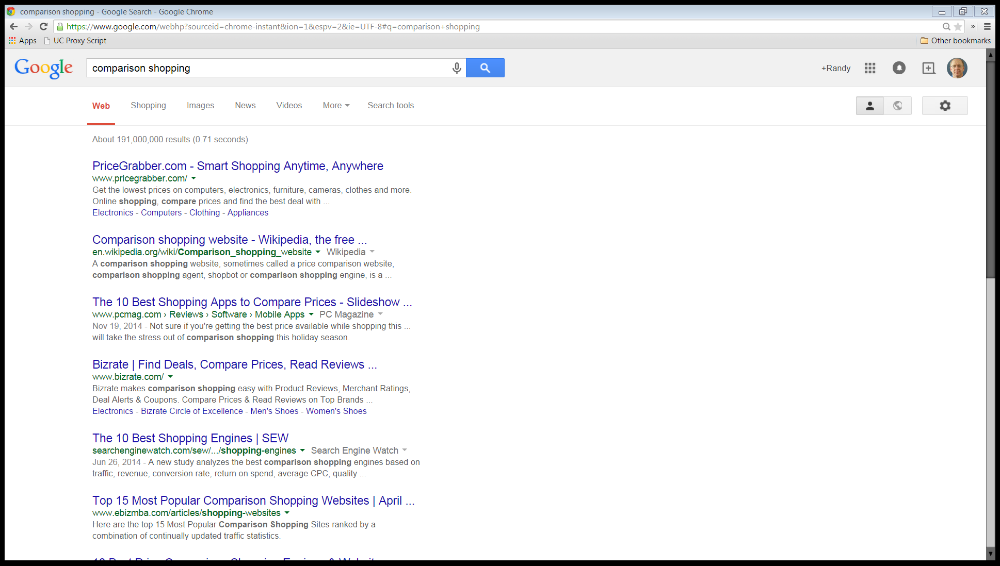 comparison shopping - Google Search - Google Chrome
https://www.google.com/webhp?sourceid=chrome-instant&ion=1&espv=2&ie=UTF-8#q=comparison+shopping
»
Apps UC Proxy Script Other bookmarks
Google comparison shopping +Randy
Web Shopping Images News Videos More Search tools
About 191,000,000 results (0.71 seconds)
PriceGrabber.com - Smart Shopping Anytime, Anywhere
www.pricegrabber.com/
Get the lowest prices on computers, electronics, furniture, cameras, clothes and more.
Online shopping, compare prices and find the best deal with ...
Electronics - Computers - Clothing - Appliances
Comparison shopping website - Wikipedia, the free ...
en.wikipedia.org/wiki/Comparison_shopping_website Wikipedia
A comparison shopping website, sometimes called a price comparison website,
comparison shopping agent, shopbot or comparison shopping engine, is a ...
The 10 Best Shopping Apps to Compare Prices - Slideshow ...
www.pcmag.com › Reviews › Software › Mobile Apps PC Magazine
Nov 19, 2014 - Not sure if you're getting the best price available while shopping this ...
will take the stress out of comparison shopping this holiday season.
Bizrate | Find Deals, Compare Prices, Read Reviews ...
www.bizrate.com/
Bizrate makes comparison shopping easy with Product Reviews, Merchant Ratings,
Deal Alerts & Coupons. Compare Prices & Read Reviews on Top Brands ...
Electronics - Bizrate Circle of Excellence - Men's Shoes - Women's Shoes
The 10 Best Shopping Engines | SEW
searchenginewatch.com/sew/.../shopping-engines Search Engine Watch
Jun 26, 2014 - A new study analyzes the best comparison shopping engines based on
traffic, revenue, conversion rate, return on spend, average CPC, quality ...
Top 15 Most Popular Comparison Shopping Websites | April ...
www.ebizmba.com/articles/shopping-websites
Here are the top 15 Most Popular Comparison Shopping Sites ranked by a
combination of continually updated traffic statistics.